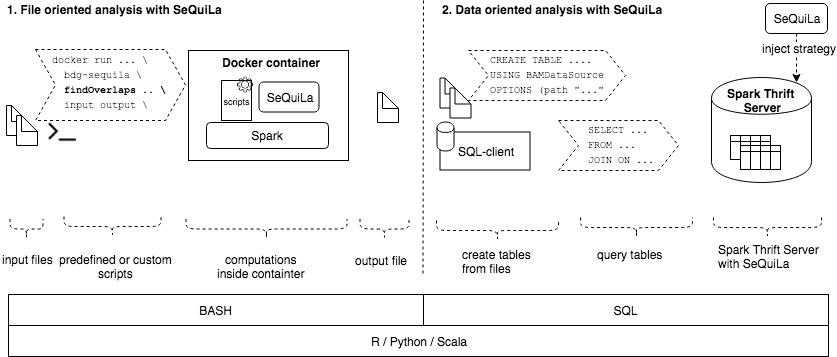 1. File oriented analysis with SeQuiLa
docker run ... \
bdg-sequila \
findOverlaps .. \
input output \
Docker container
scripts
SeQuiLa
Spark
input files
predefined or custom
scripts
computations
inside containter
output file
2. Data oriented analysis with SeQuiLa
CREATE TABLE ....
USING BAMDataSource
OPTIONS (path "..."
SQL-client
SELECT ...
FROM ...
JOIN ON ...
SeQuiLa
inject strategy
Spark Thrift
Server
create tables
from files
query tables
Spark Thrift Server
with SeQuiLa
BASH
SQL
R / Python / Scala